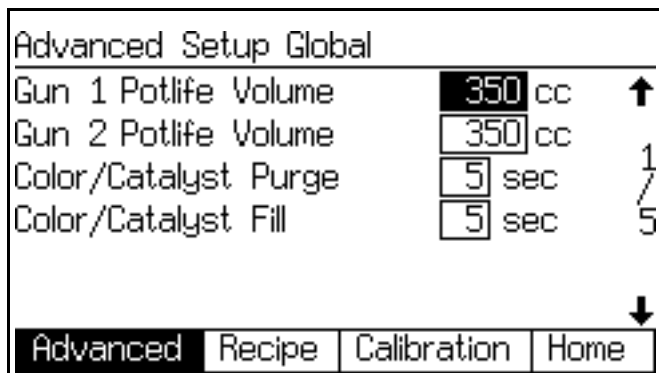 Advanced Setup Global
Gun 1 Potlife Volume 350 cc
Gun 2 Potlife Volume 350 cc
Color/Catalyst Purge 5 sec
Color/Catalyst Fill 5 sec
1/5
Advanced Recipe Calibration Home